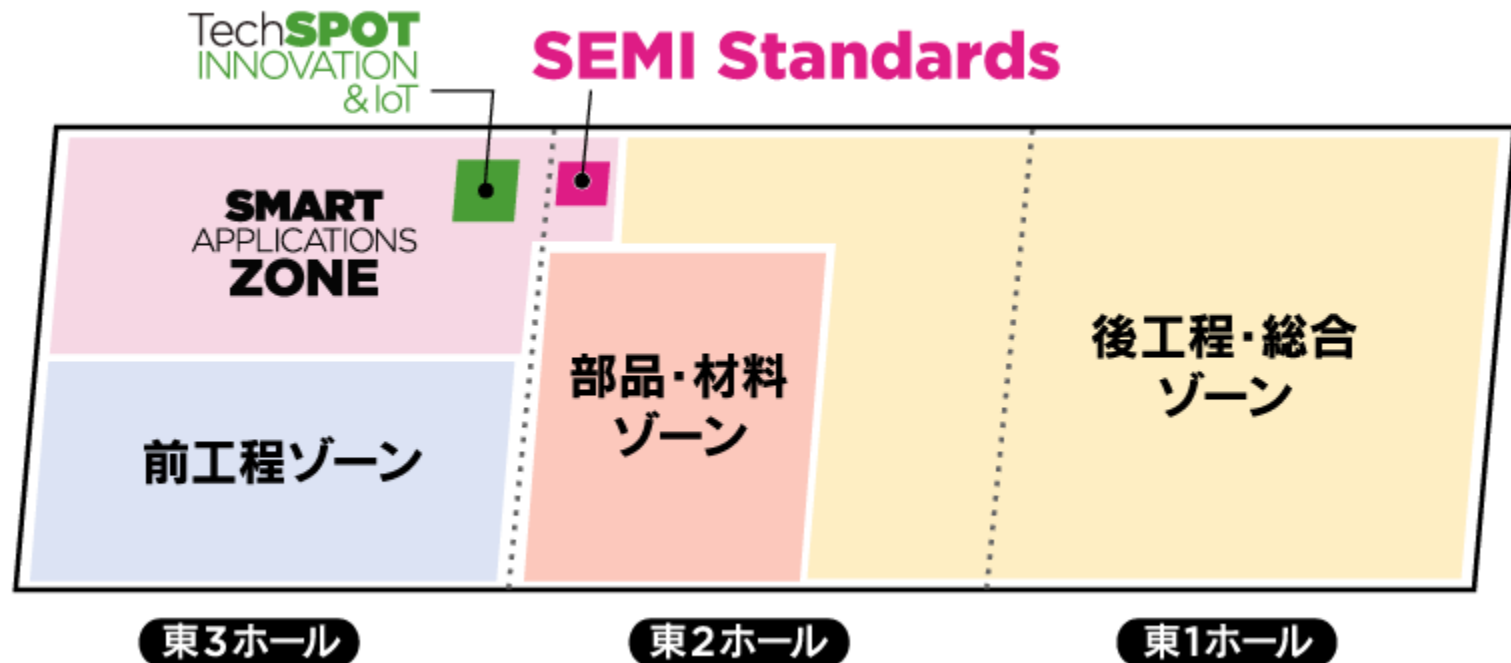 TechSPOT
INNOVATION
& IoT
SEMI Standards
SMART
APPLICATIONS
ZONE
前工程ゾーン
部品・材料
ゾーン
後工程・総合
ゾーン
東3ホール
東2ホール
東1ホール